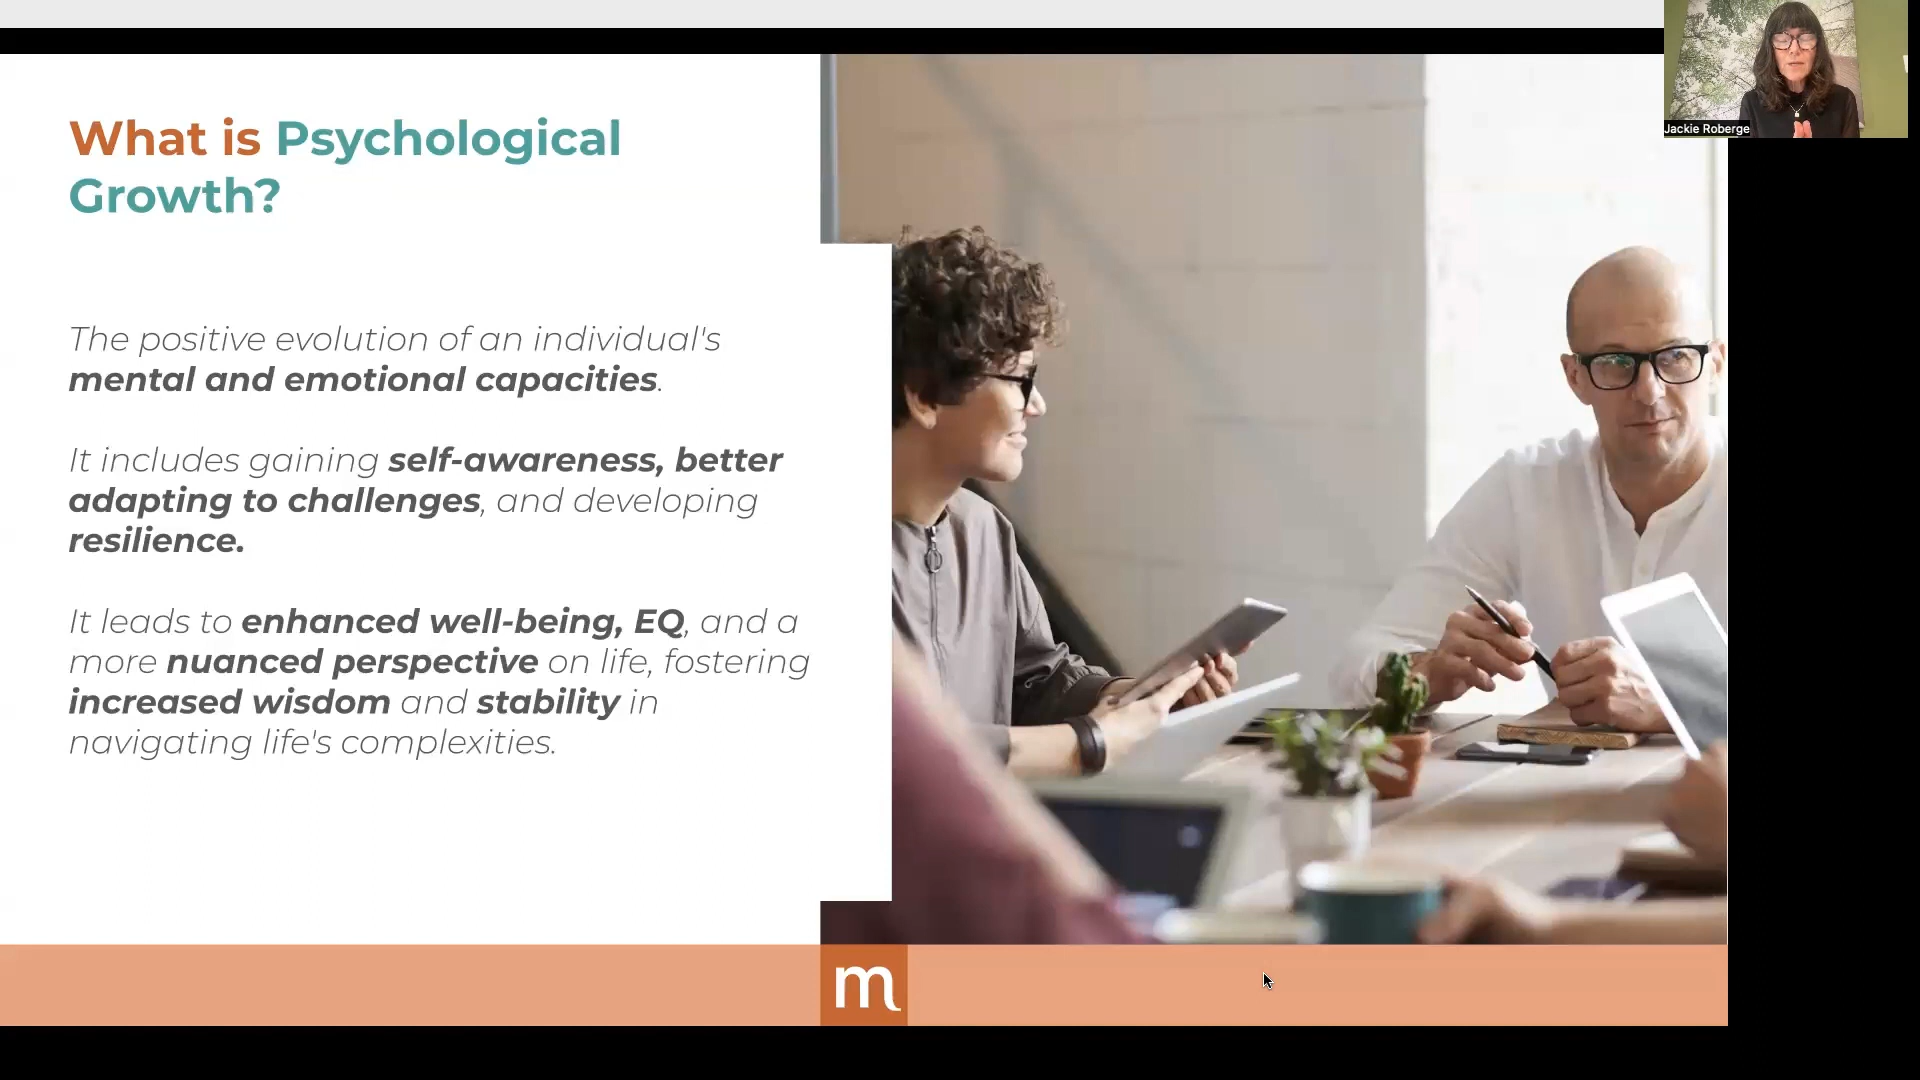 What is Psychological
Growth?
The positive evolution of an individual's
mental and emotional capacities.
It includes gaining self-awareness, better
adapting to challenges, and developing
resilience.
It leads to enhanced well-being, EQ, and a
more nuanced perspective on life, fostering
increased wisdom and stability in
navigating life's complexities.
m
Jackie Roberge